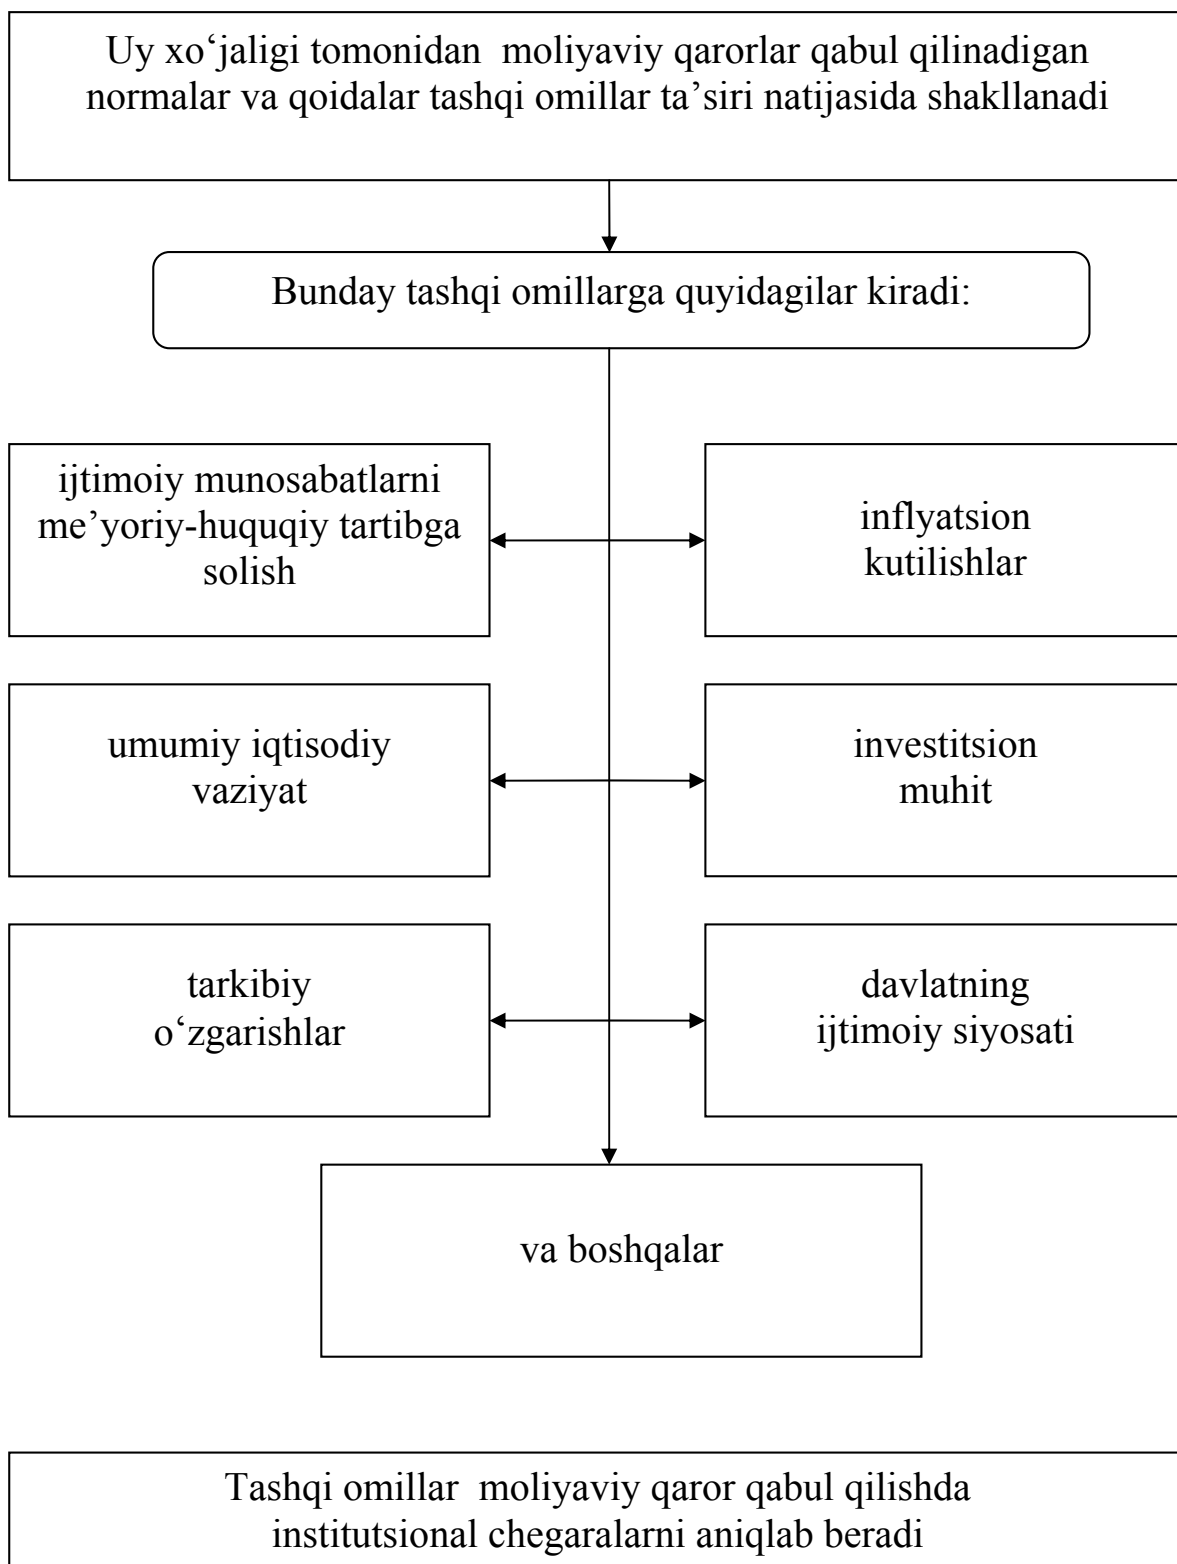 Uy xo‘jaligi tomonidan  moliyaviy qarorlar qabul qilinadigan
normalar va qoidalar tashqi omillar ta’siri natijasida shakllanadi
Bunday tashqi omillarga quyidagilar kiradi:
ijtimoiy munosabatlarni
me’yoriy-huquqiy tartibga
solish
inflyatsion
kutilishlar
umumiy iqtisodiy
vaziyat
investitsion
muhit
tarkibiy
o‘zgarishlar
davlatning
ijtimoiy siyosati
va boshqalar
Tashqi omillar  moliyaviy qaror qabul qilishda
institutsional chegaralarni aniqlab beradi